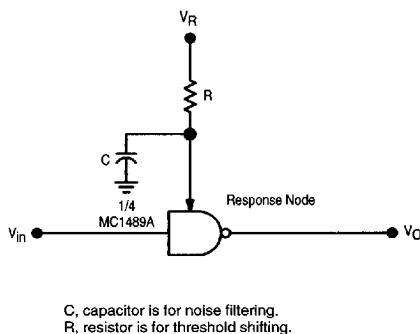 VR
R
C
1/4
MC1489A
Response Node
Vin
VO
C, capacitor is for noise filtering.
R, resistor is for threshold shifting.